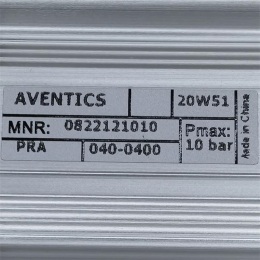 AVENTICS 20W51
MNR: 0822121010
PRA 040-0400
Pmax:
10 bar
Made in China